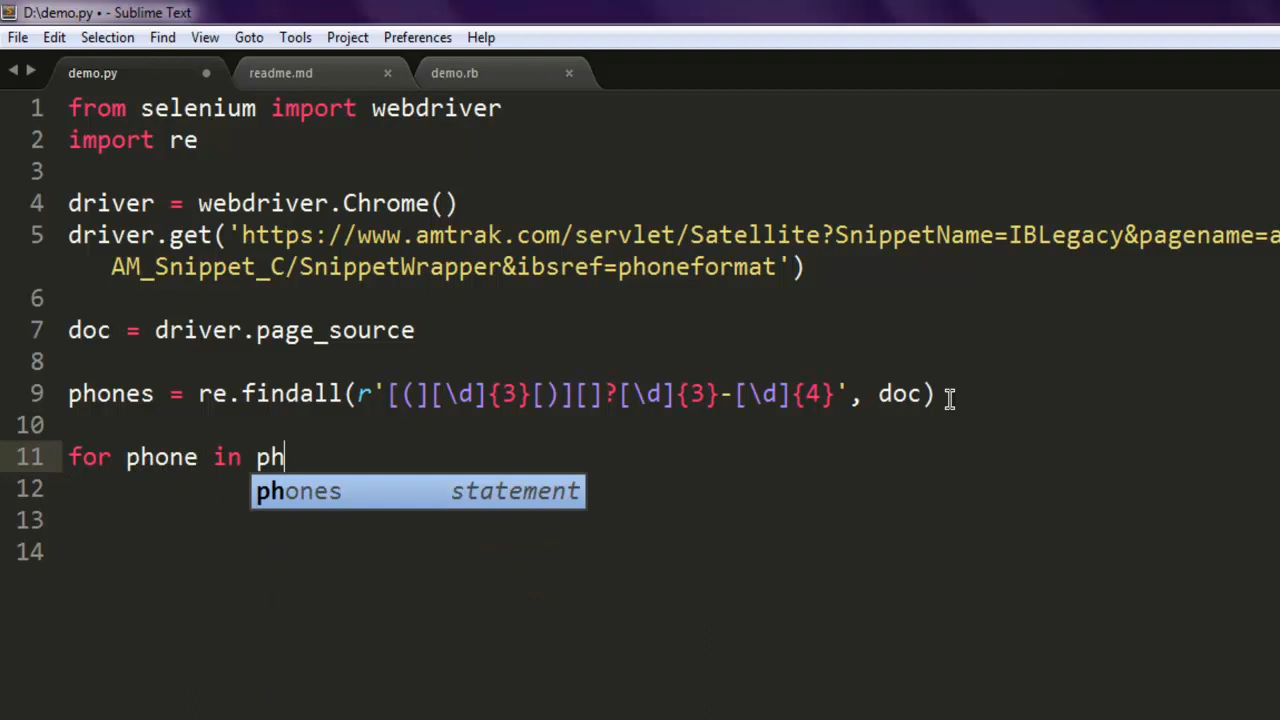 D:\demo.py • - Sublime Text
File Edit Selection Find View Goto Tools Project Preferences Help
demo.py readme.md × demo.rb ×
1 from selenium import webdriver
2 import re
3
4 driver = webdriver.Chrome()
5 driver.get('https://www.amtrak.com/servlet/Satellite?SnippetName=IBLegacy&pagename=a
AM_Snippet_C/SnippetWrapper&ibsref=phoneformat')
6
7 doc = driver.page_source
8
9 phones = re.findall(r'[(][\d]{3}[)][]?[\d]{3}-[\d]{4}', doc)
10
11 for phone in ph
12 phones statement
13
14